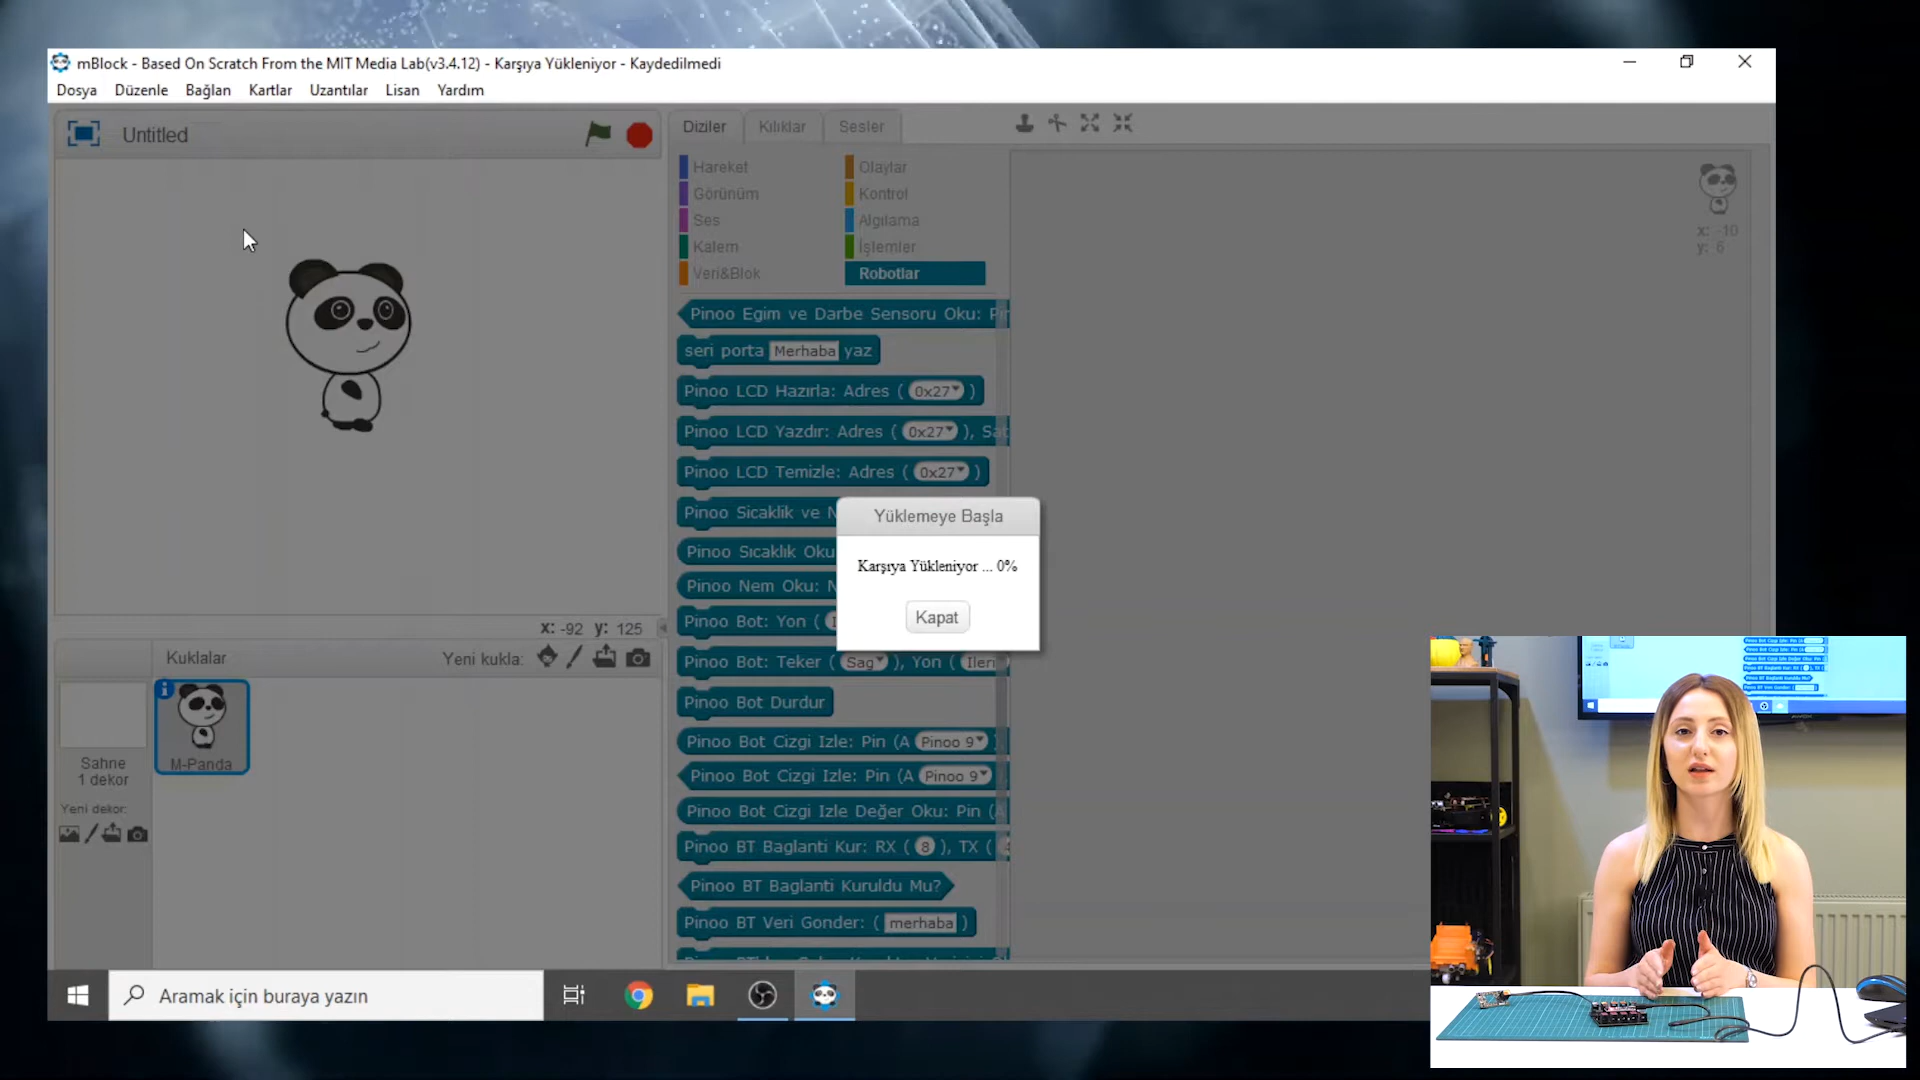 mBlock - Based On Scratch From the MIT Media Lab(v3.4.12) - Karşıya Yükleniyor - Kaydedilmedi
Dosya Düzenle Bağlan Kartlar Uzantılar Lisan Yardım
Untitled
x: -92 y: 125
Kuklalar
Yeni kukla:
Sahne
1 dekor
Yeni dekor:
M-Panda
Diziler Kılıklar Sesler
Hareket Olaylar
Görünüm Kontrol
Ses Algılama
Kalem İşlemler
Veri&Blok Robotlar
Pinoo Egim ve Darbe Sensoru Oku:
seri porta Merhaba yaz
Pinoo LCD Hazırla: Adres ( 0x27 )
Pinoo LCD Yazdır: Adres ( 0x27 ),
Pinoo LCD Temizle: Adres ( 0x27 )
Pinoo Sicaklik ve
Pinoo Sıcaklık Oku
Pinoo Nem Oku:
Pinoo Bot: Yon (
Pinoo Bot: Teker ( Sag ), Yon ( Ileri
Pinoo Bot Durdur
Pinoo Bot Cizgi Izle: Pin (A Pinoo 9
Pinoo Bot Cizgi Izle: Pin (A Pinoo 9
Pinoo Bot Cizgi Izle Değer Oku: Pin (A
Pinoo BT Baglanti Kur: RX ( 8 ), TX (
Pinoo BT Baglanti Kuruldu Mu?
Pinoo BT Veri Gonder: ( merhaba )
x: -10
y: 6
Yüklemeye Başla
Karşıya Yükleniyor ... 0%
Kapat
Aramak için buraya yazın